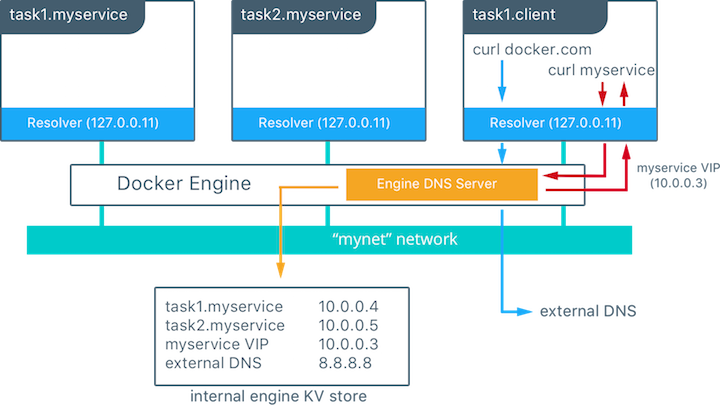 task1.myservice
task2.myservice
task1.client
curl docker.com
curl myservice
Resolver (127.0.0.11)
Resolver (127.0.0.11)
Resolver (127.0.0.11)
myservice VIP
(10.0.0.3)
Docker Engine
Engine DNS Server
“mynet” network
task1.myservice 10.0.0.4
task2.myservice 10.0.0.5
myservice VIP 10.0.0.3
external DNS 8.8.8.8
external DNS
internal engine KV store